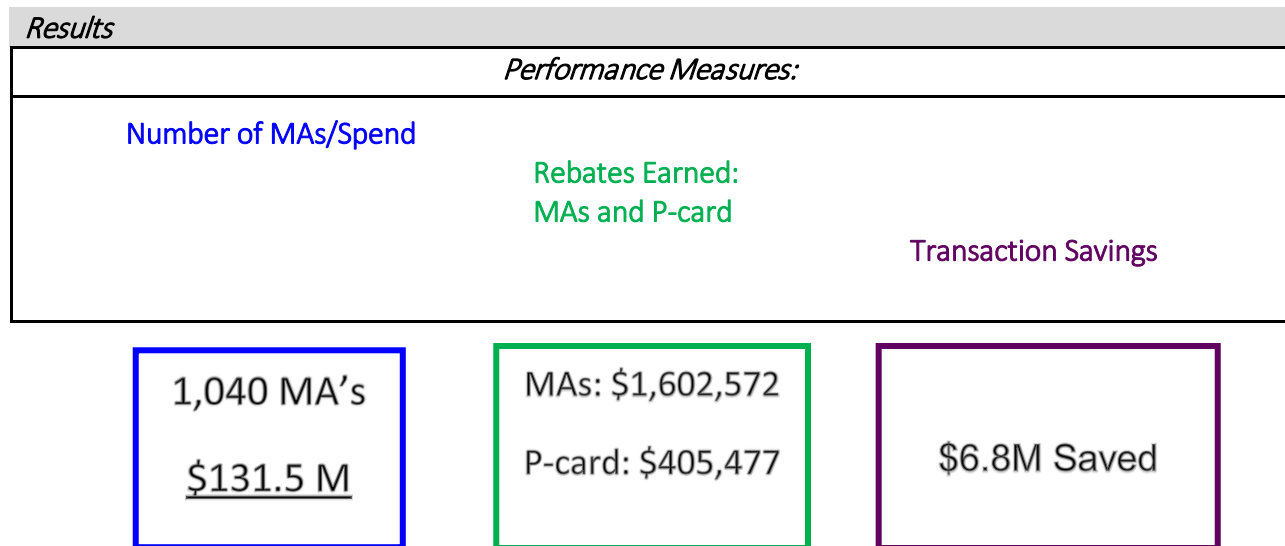 Results
Performance Measures:
Number of MAs/Spend
Rebates Earned:
MAs and P-card
Transaction Savings
1,040 MA’s
$131.5 M
MAs: $1,602,572
P-card: $405,477
$6.8M Saved